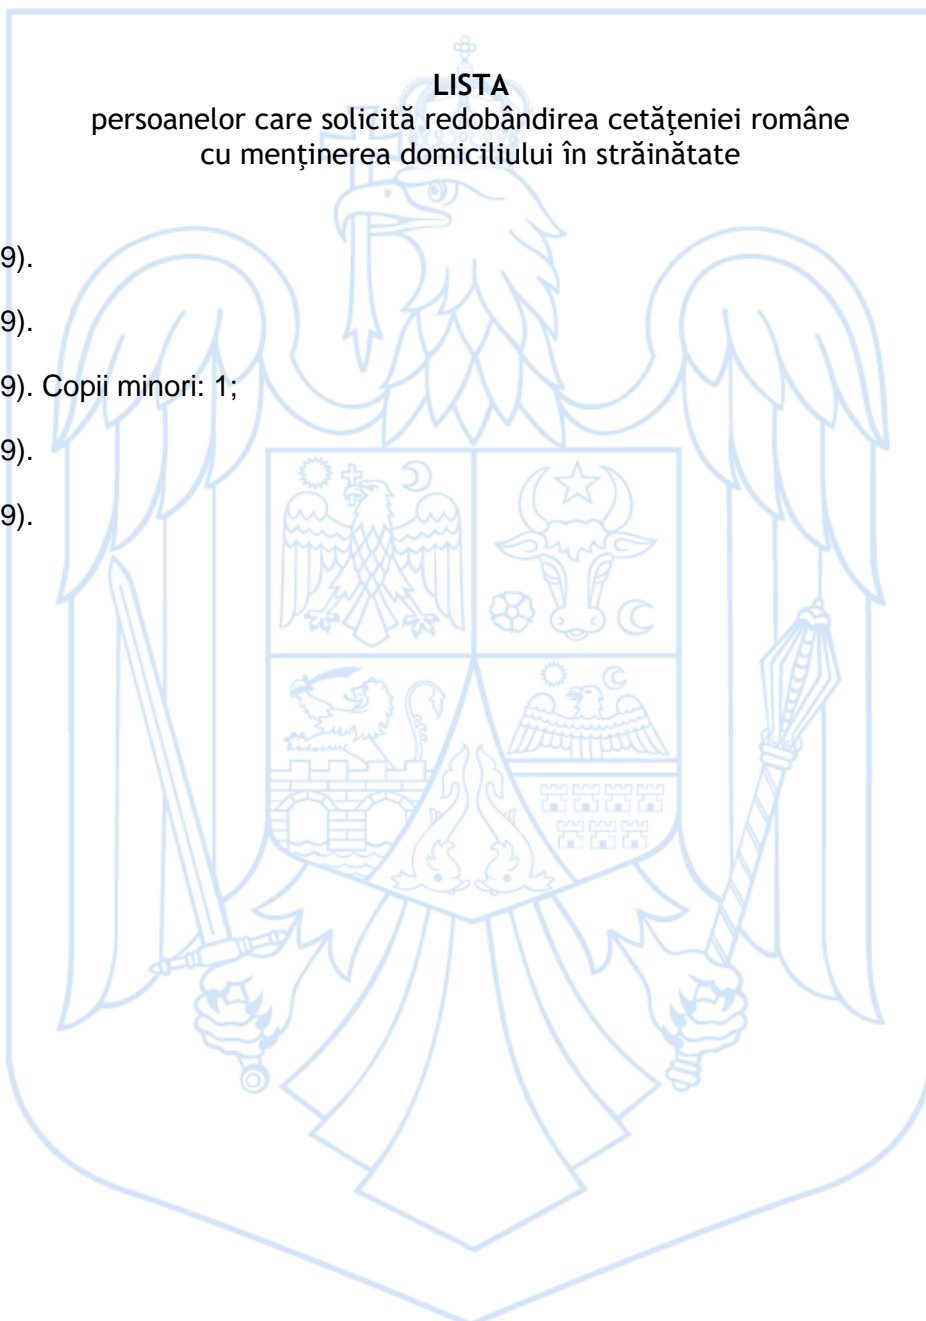 LISTA
persoanelor care solicită redobândirea cetăţeniei române
cu menţinerea domiciliului în străinătate
9).
9).
9). Copii minori: 1;
9).
9).